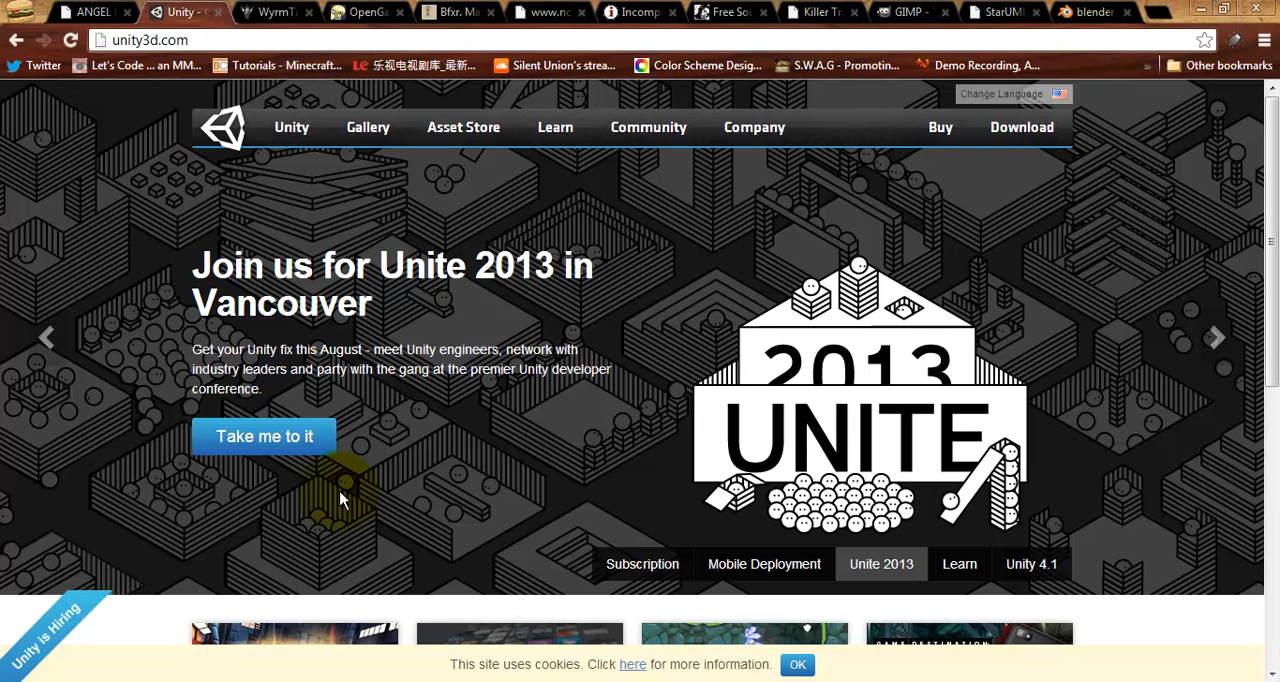 ANGEL
Unity -
WyrmT
OpenGa
Bfxr. Ma
www.no
Incomp
Free Sou
Killer Tr
GIMP -
StarUM
blender
unity3d.com
Twitter
Let's Code ... an MM...
Tutorials - Minecraft...
乐视电视剧库_最新...
Silent Union's strea...
Color Scheme Desig...
S.W.A.G - Promotin...
Demo Recording, A...
»
Other bookmarks
Change Language
Unity
Gallery
Asset Store
Learn
Community
Company
Buy
Download
Join us for Unite 2013 in
Vancouver
Get your Unity fix this August - meet Unity engineers, network with
industry leaders and party with the gang at the premier Unity developer
conference.
Take me to it
2013
UNITE
Subscription
Mobile Deployment
Unite 2013
Learn
Unity 4.1
Unity is Hiring
GAME DESTINATION
This site uses cookies. Click here for more information.
OK